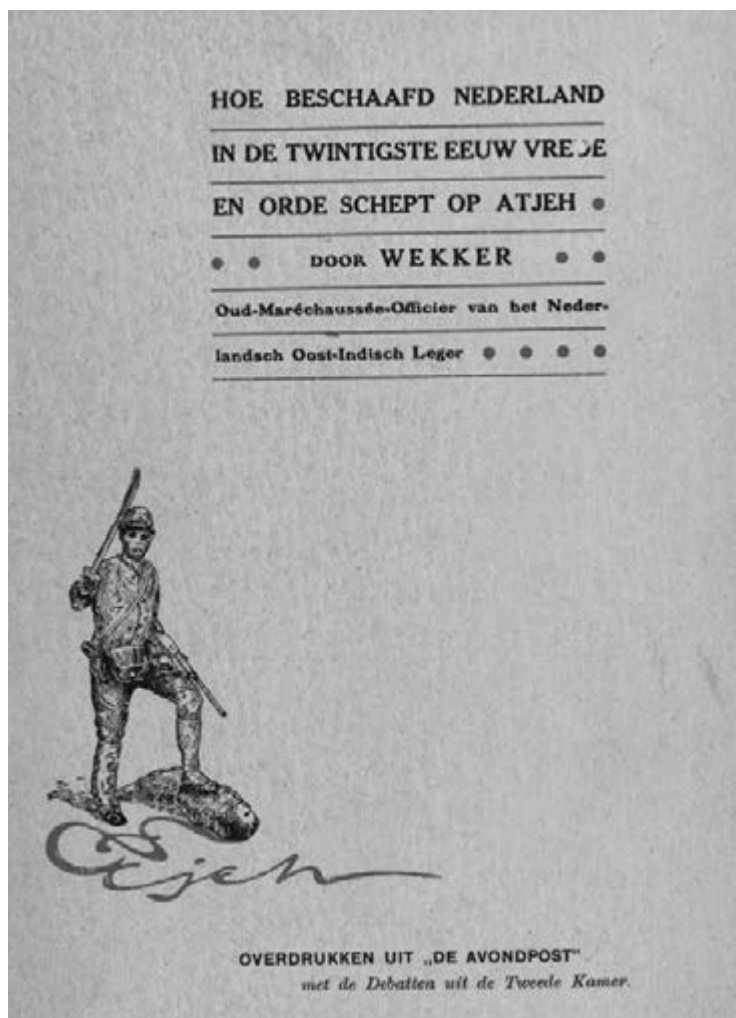 HOE BESCHAAFD NEDERLAND
IN DE TWINTIGSTE EEUW VREDE
EN ORDE SCHEPT OP ATJEH
DOOR WEKKER
Oud-Maréchaussée-Officier van het Neder-
landsch Oost-Indisch Leger
Atjeh
OVERDRUKKEN UIT „DE AVONDPOST”
met de Debatten uit de Tweede Kamer.